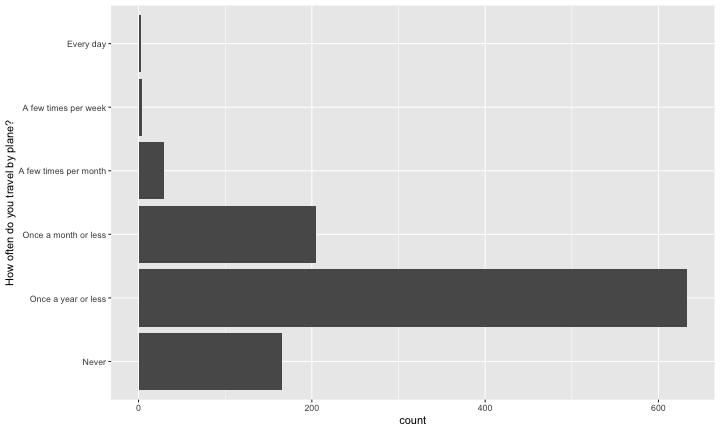 How often do you travel by plane?
Every day
A few times per week
A few times per month
Once a month or less
Once a year or less
Never
0 200 400 600
count